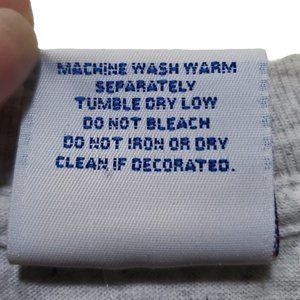 MACHINE WASH WARM
SEPARATELY
TUMBLE DRY LOW
DO NOT BLEACH
DO NOT IRON OR DRY
CLEAN IF DECORATED.